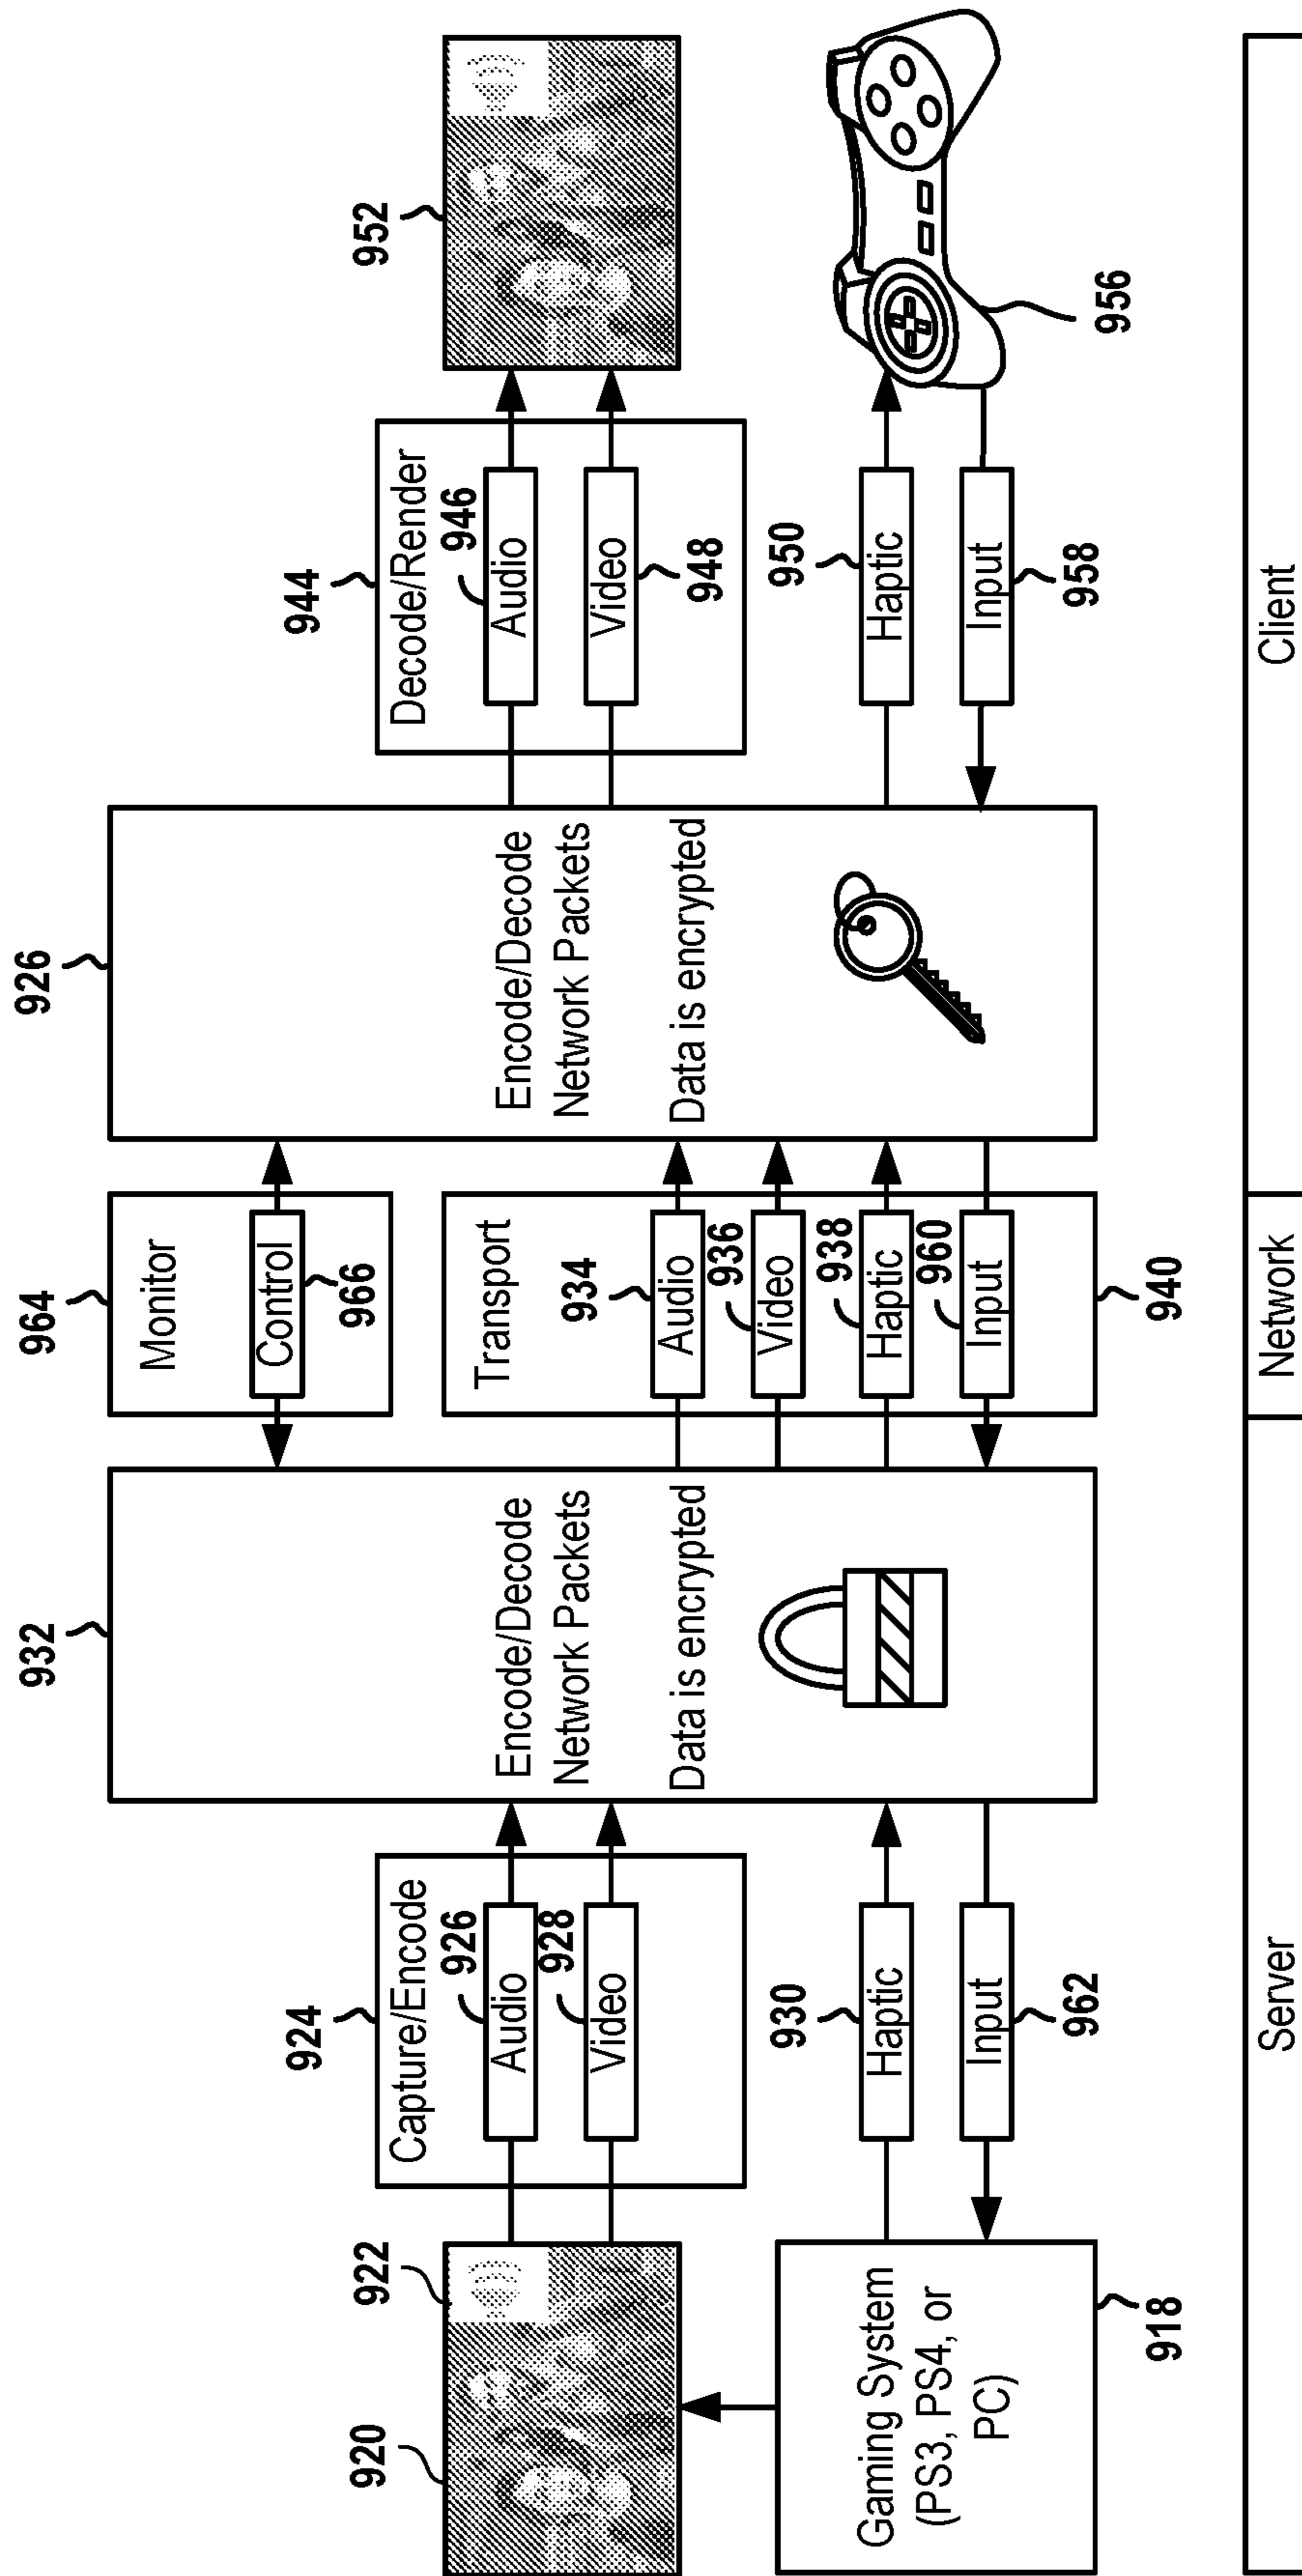 920
922
Gaming System
(PS3, PS4, or
PC)
918
924
Capture/Encode
926
Audio
928
Video
930
Haptic
Input
962
932
Encode/Decode
Network Packets
Data is encrypted
964
Monitor
Control
966
Transport
934
Audio
936
Video
938
Haptic
960
Input
940
926
Encode/Decode
Network Packets
Data is encrypted
944
Decode/Render
946
Audio
Video
948
950
Haptic
Input
958
952
956
Server
Network
Client